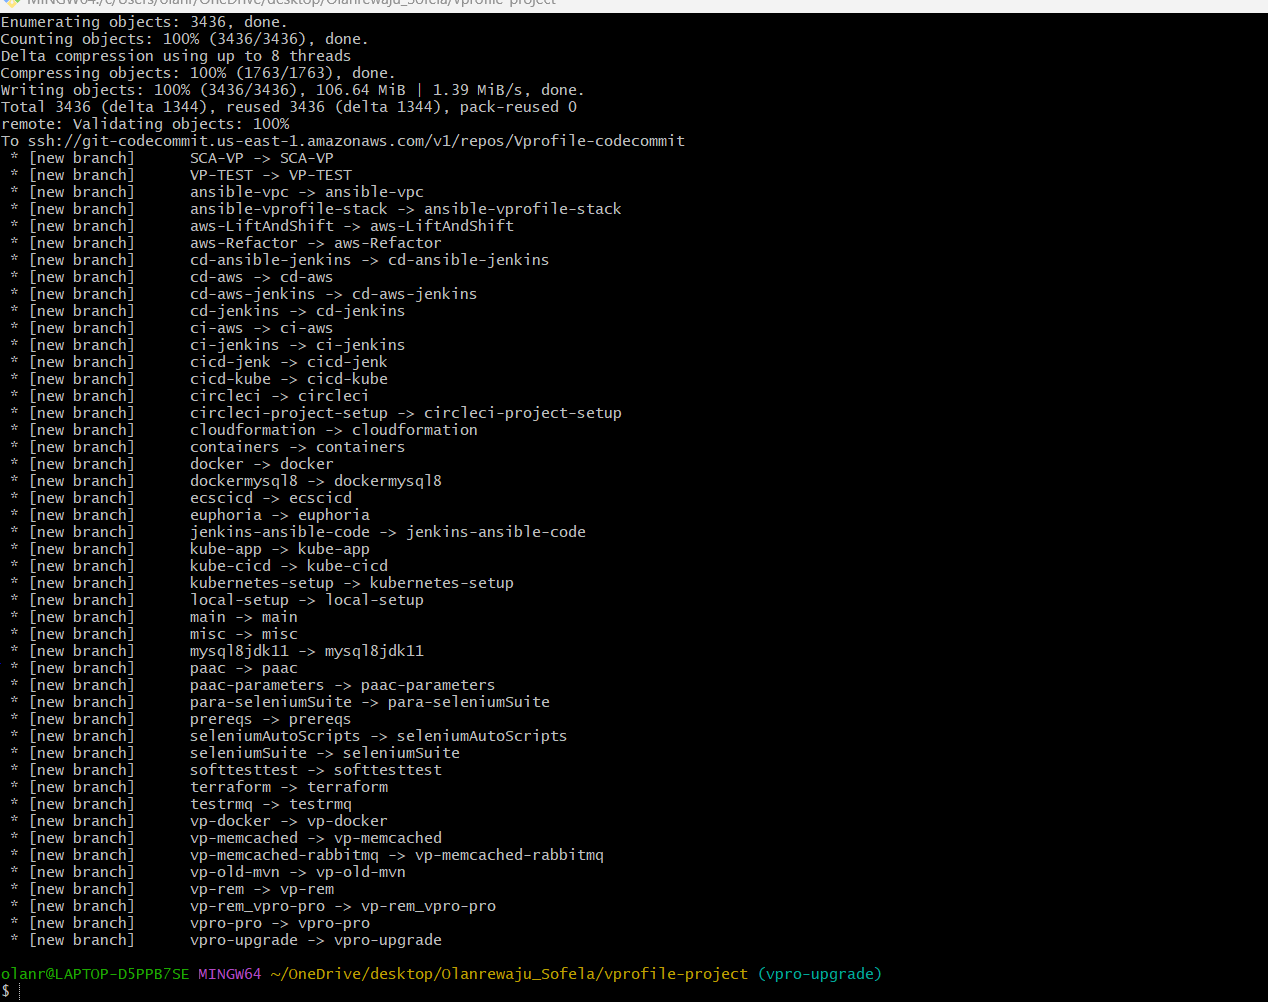 MINGW64:/c/Users/olanr/OneDrive/desktop/Olanrewaju_Sofela/vprofile-project
Enumerating objects: 3436, done.
Counting objects: 100% (3436/3436), done.
Delta compression using up to 8 threads
Compressing objects: 100% (1763/1763), done.
Writing objects: 100% (3436/3436), 106.64 MiB | 1.39 MiB/s, done.
Total 3436 (delta 1344), reused 3436 (delta 1344), pack-reused 0
remote: Validating objects: 100%
To ssh://git-codecommit.us-east-1.amazonaws.com/v1/repos/Vprofile-codecommit
 * [new branch]      SCA-VP -> SCA-VP
 * [new branch]      VP-TEST -> VP-TEST
 * [new branch]      ansible-vpc -> ansible-vpc
 * [new branch]      ansible-vprofile-stack -> ansible-vprofile-stack
 * [new branch]      aws-LiftAndShift -> aws-LiftAndShift
 * [new branch]      aws-Refactor -> aws-Refactor
 * [new branch]      cd-ansible-jenkins -> cd-ansible-jenkins
 * [new branch]      cd-aws -> cd-aws
 * [new branch]      cd-aws-jenkins -> cd-aws-jenkins
 * [new branch]      cd-jenkins -> cd-jenkins
 * [new branch]      ci-aws -> ci-aws
 * [new branch]      ci-jenkins -> ci-jenkins
 * [new branch]      cicd-jenk -> cicd-jenk
 * [new branch]      cicd-kube -> cicd-kube
 * [new branch]      circleci -> circleci
 * [new branch]      circleci-project-setup -> circleci-project-setup
 * [new branch]      cloudformation -> cloudformation
 * [new branch]      containers -> containers
 * [new branch]      docker -> docker
 * [new branch]      dockermysql8 -> dockermysql8
 * [new branch]      ecscicd -> ecscicd
 * [new branch]      euphoria -> euphoria
 * [new branch]      jenkins-ansible-code -> jenkins-ansible-code
 * [new branch]      kube-app -> kube-app
 * [new branch]      kube-cicd -> kube-cicd
 * [new branch]      kubernetes-setup -> kubernetes-setup
 * [new branch]      local-setup -> local-setup
 * [new branch]      main -> main
 * [new branch]      misc -> misc
 * [new branch]      mysql8jdk11 -> mysql8jdk11
 * [new branch]      paac -> paac
 * [new branch]      paac-parameters -> paac-parameters
 * [new branch]      para-seleniumSuite -> para-seleniumSuite
 * [new branch]      prereqs -> prereqs
 * [new branch]      seleniumAutoScripts -> seleniumAutoScripts
 * [new branch]      seleniumSuite -> seleniumSuite
 * [new branch]      softtesttest -> softtesttest
 * [new branch]      terraform -> terraform
 * [new branch]      testrmq -> testrmq
 * [new branch]      vp-docker -> vp-docker
 * [new branch]      vp-memcached -> vp-memcached
 * [new branch]      vp-memcached-rabbitmq -> vp-memcached-rabbitmq
 * [new branch]      vp-old-mvn -> vp-old-mvn
 * [new branch]      vp-rem -> vp-rem
 * [new branch]      vp-rem_vpro-pro -> vp-rem_vpro-pro
 * [new branch]      vpro-pro -> vpro-pro
 * [new branch]      vpro-upgrade -> vpro-upgrade
olanr@LAPTOP-D5PPB7SE MINGW64 ~/OneDrive/desktop/Olanrewaju_Sofela/vprofile-project (vpro-upgrade)
$